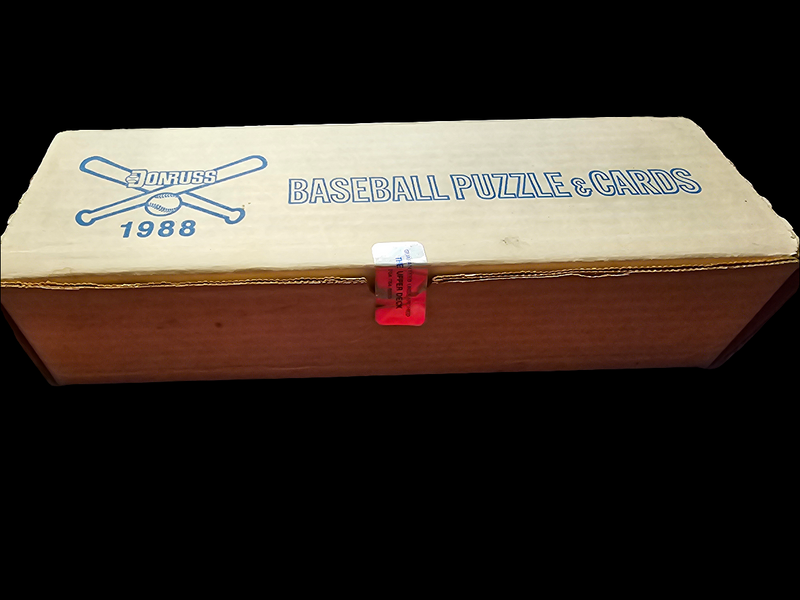 DONRUSS
1988
BASEBALL PUZZLE & CARDS
THE UPPER DECK